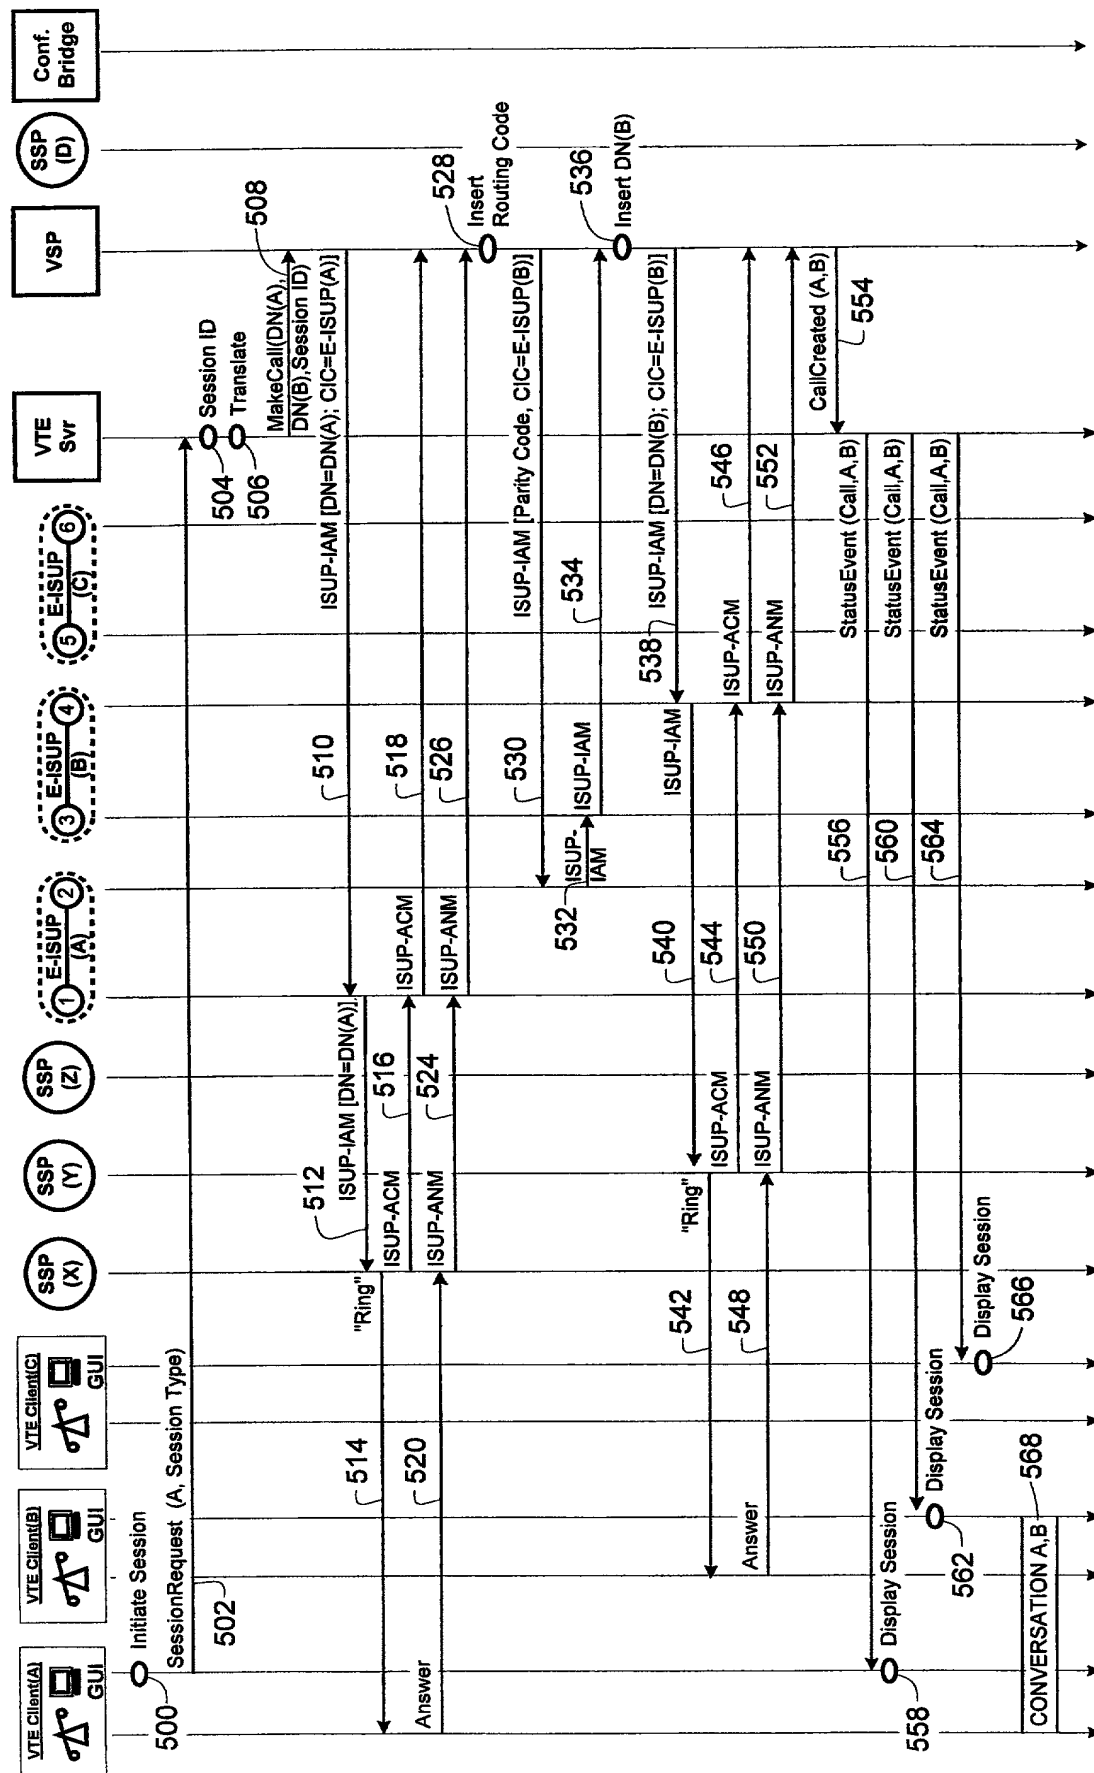 VTE Client(A)
GUI
VTE Client(B)
GUI
VTE Client(C)
GUI
SSP
(X)
SSP
(Y)
SSP
(Z)
1
E-ISUP
(A)
2
3
E-ISUP
(B)
4
5
E-ISUP
(C)
6
VTE
Svr
VSP
SSP
(D)
Conf.
Bridge
Initiate Session
500
SessionRequest (A, Session Type)
502
Session ID
504
Translate
506
MakeCall(DN(A),
DN(B),Session ID)
508
ISUP-IAM [DN=DN(A); CIC=E-ISUP(A)]
510
ISUP-IAM [DN=DN(A)]
512
"Ring"
514
ISUP-ACM
516
ISUP-ACM
518
Answer
520
ISUP-ANM
524
ISUP-ANM
526
Insert
Routing Code
528
ISUP-IAM [Parity Code, CIC=E-ISUP(B)]
530
ISUP-
IAM
532
ISUP-IAM
534
Insert DN(B)
536
ISUP-IAM [DN=DN(B); CIC=E-ISUP(B)]
538
ISUP-IAM
540
"Ring"
542
ISUP-ACM
544
ISUP-ACM
546
Answer
548
ISUP-ANM
550
ISUP-ANM
552
CallCreated (A,B)
554
StatusEvent (Call,A,B)
556
Display Session
558
StatusEvent (Call,A,B)
560
Display Session
562
StatusEvent (Call,A,B)
564
Display Session
566
CONVERSATION A,B
568